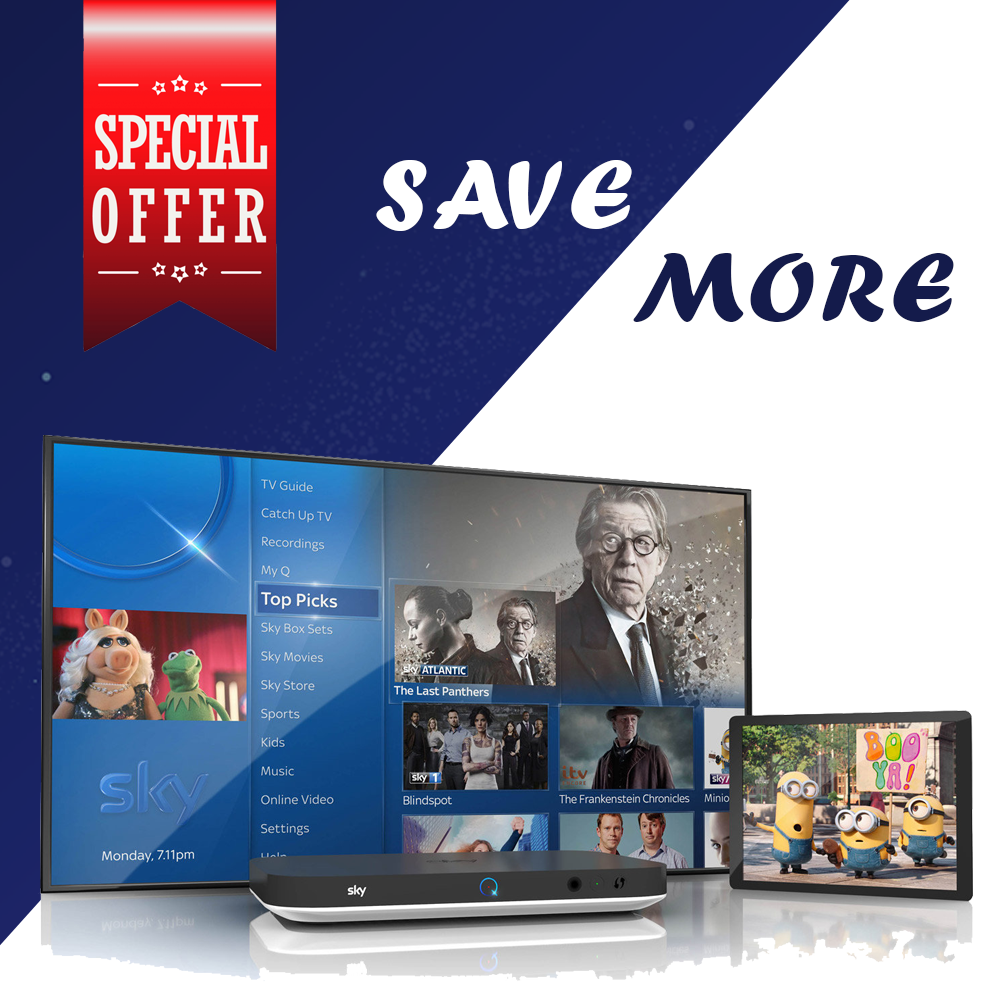 SPECIAL
OFFER
SAVE
MORE
TV Guide
Catch Up TV
Recordings
My Q
Top Picks
Sky Box Sets
Sky Movies
Sky Store
Sports
Kids
Music
Online Video
Settings
Help
sky
Monday, 7.11pm
sky ATLANTIC
The Last Panthers
sky 1
Blindspot
itv
The Frankenstein Chronicles
Minio
sky
BOO
YA!
sky